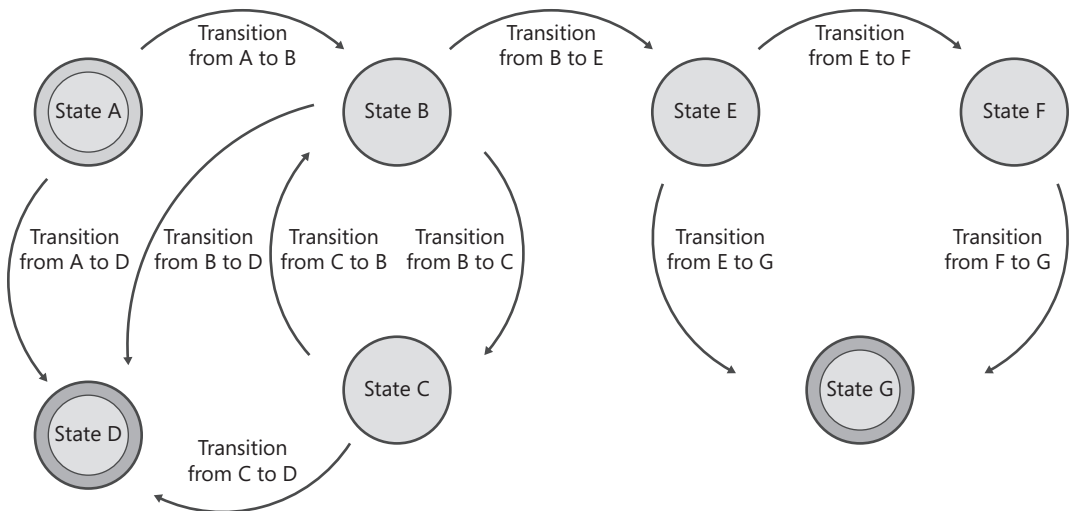 Transition
from A to B
Transition
from B to E
Transition
from E to F
State A
State B
State E
State F
Transition
from A to D
Transition
from B to D
Transition
from C to B
Transition
from B to C
Transition
from E to G
Transition
from F to G
State C
State G
State D
Transition
from C to D